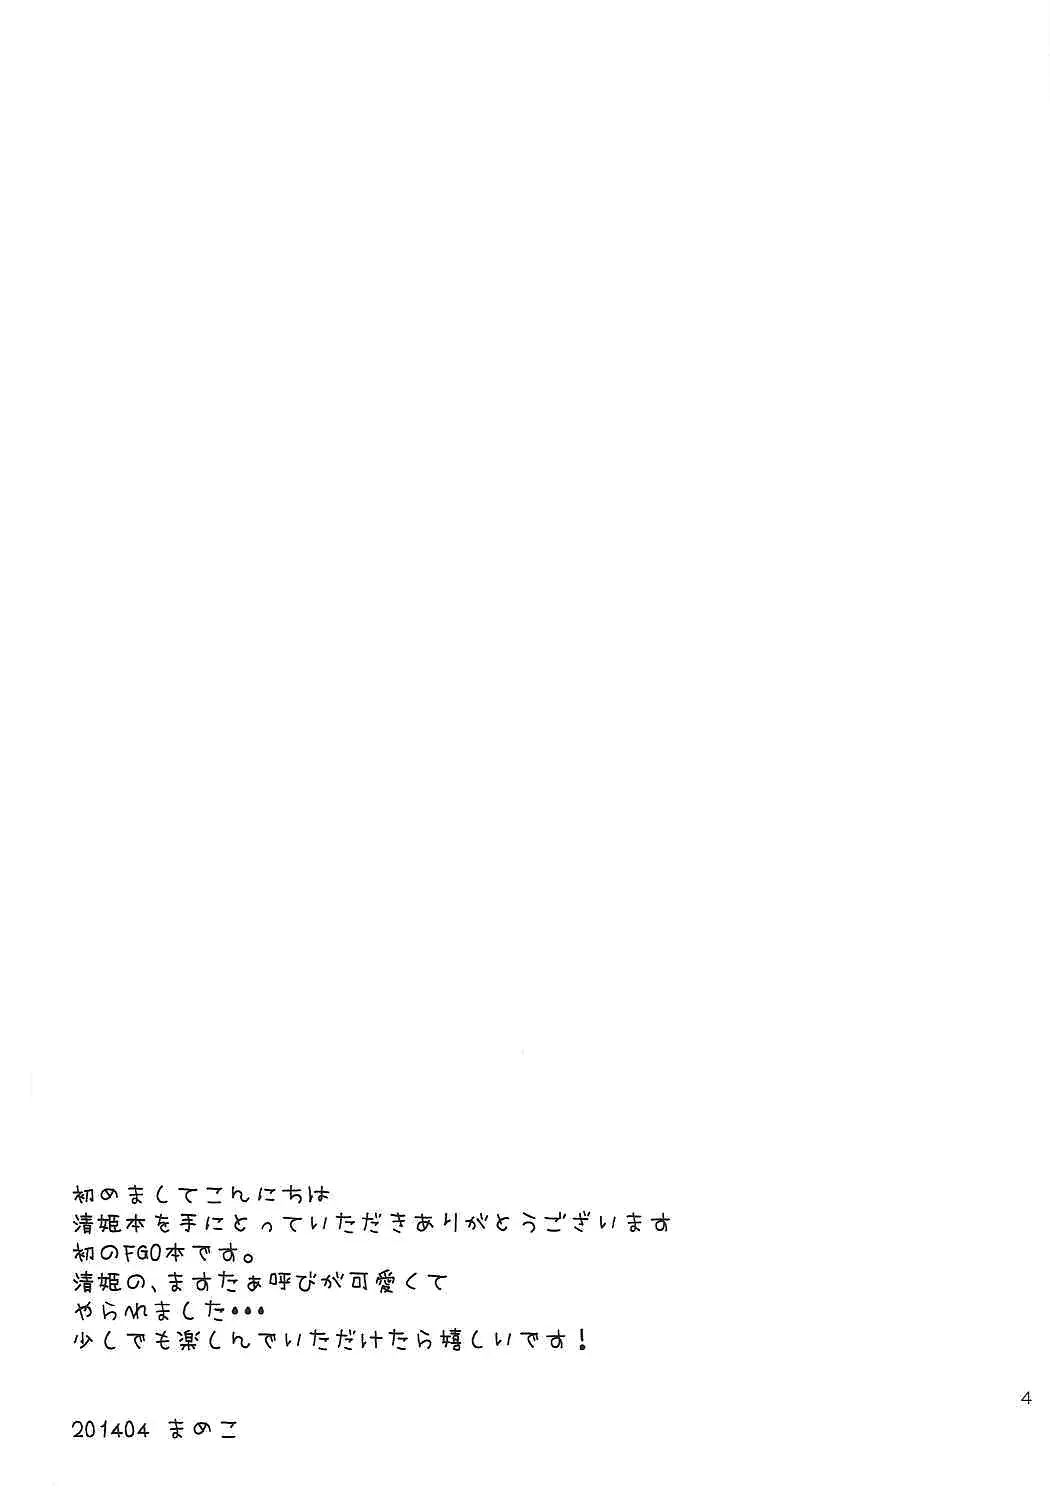 初めましてこんにちは
清姫本を手にとっていただきありがとうございます
初のFGO本です。
清姫の、ますたぁ呼びが可愛くて
やられました・・・
少しでも楽しんでいただけたら嬉しいです！
4
201404 まめこ